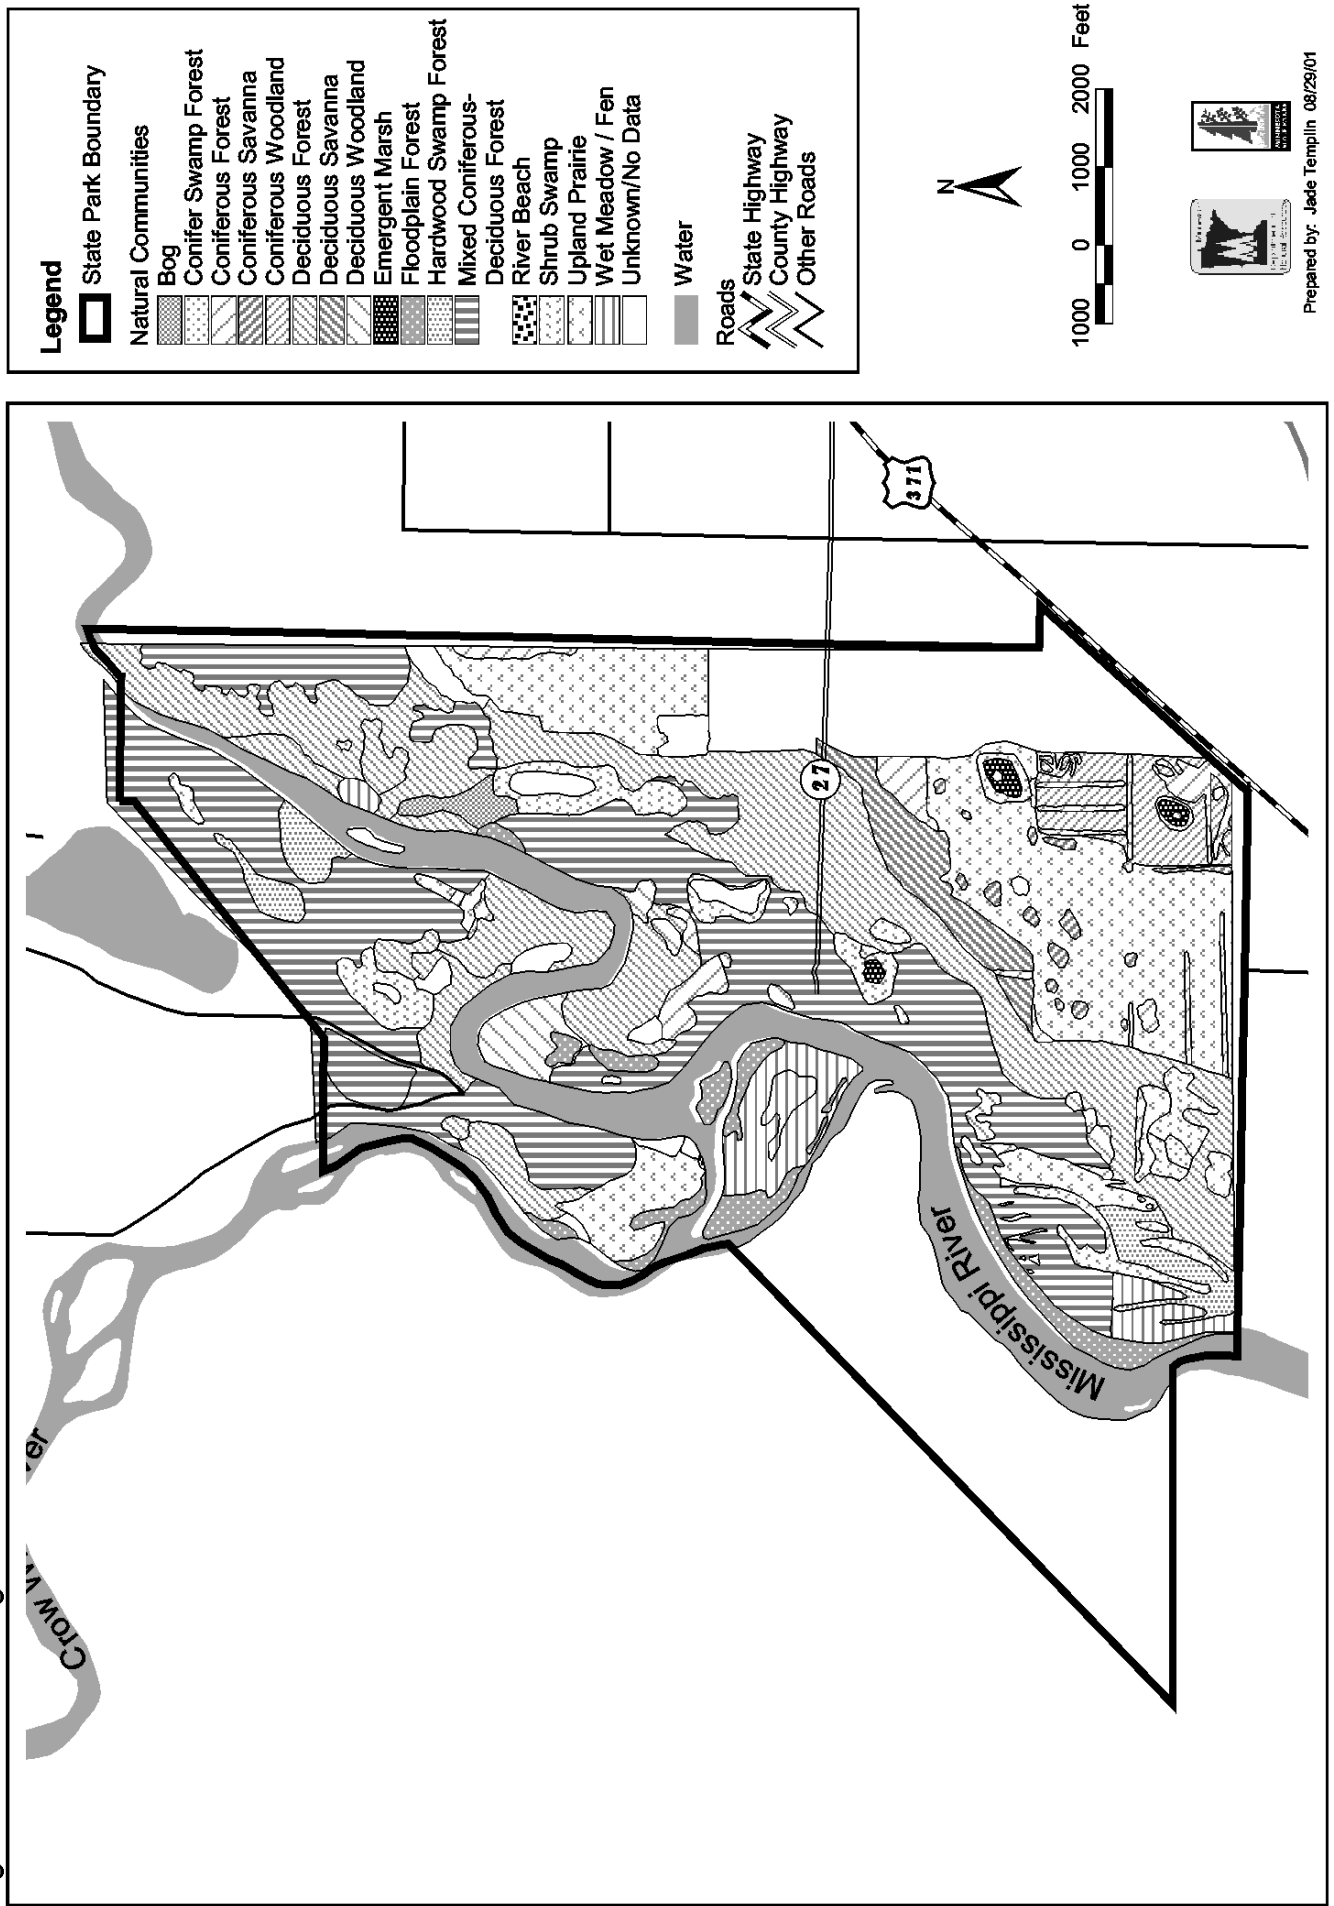 Legend
State Park Boundary
Natural Communities
Bog
Conifer Swamp Forest
Coniferous Forest
Coniferous Savanna
Coniferous Woodland
Deciduous Forest
Deciduous Savanna
Deciduous Woodland
Emergent Marsh
Floodplain Forest
Hardwood Swamp Forest
Mixed Coniferous-
Deciduous Forest
River Beach
Shrub Swamp
Upland Prairie
Wet Meadow / Fen
Unknown/No Data
Water
Roads
State Highway
County Highway
Other Roads
N
1000 0 1000 2000 Feet
Prepared by: Jade Templin 08/29/01
371
27
Mississippi River
Crow